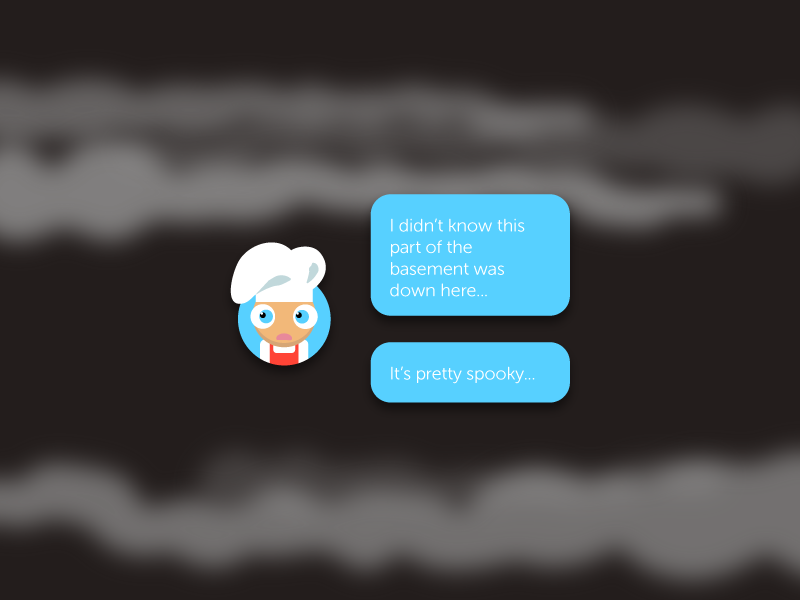 I didn't know this
part of the
basement was
down here...
It's pretty spooky...